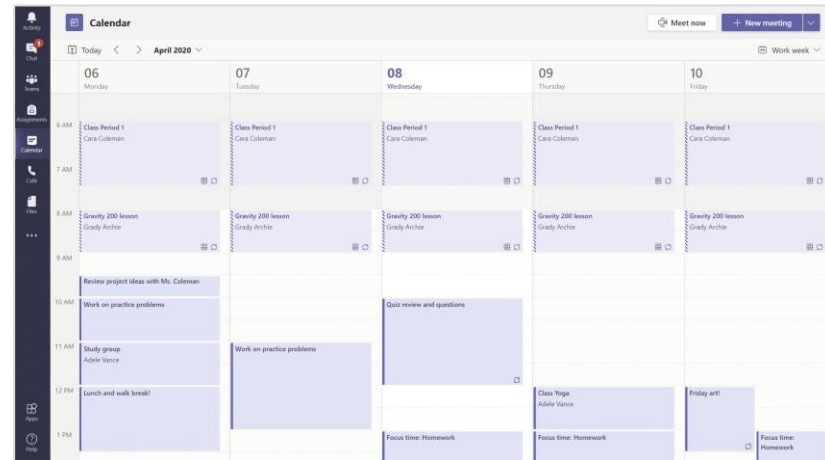 Activity
Chat
1
Teams
Assignments
Calendar
Calls
Files
Apps
Help
Calendar
Meet now
+ New meeting
Today
April 2020
Work week
06
Monday
07
Tuesday
08
Wednesday
09
Thursday
10
Friday
6 AM
Class Period 1
Cara Coleman
Class Period 1
Cara Coleman
Class Period 1
Cara Coleman
Class Period 1
Cara Coleman
Class Period 1
Cara Coleman
7 AM
8 AM
Gravity 200 lesson
Grady Archie
Gravity 200 lesson
Grady Archie
Gravity 200 lesson
Grady Archie
Gravity 200 lesson
Grady Archie
Gravity 200 lesson
Grady Archie
9 AM
Review project ideas with Ms. Coleman
10 AM
Work on practice problems
Quiz review and questions
11 AM
Study group
Adele Vance
Work on practice problems
12 PM
Lunch and walk break!
Class Yoga
Adele Vance
Friday art!
1 PM
Focus time: Homework
Focus time: Homework
Focus time:
Homework